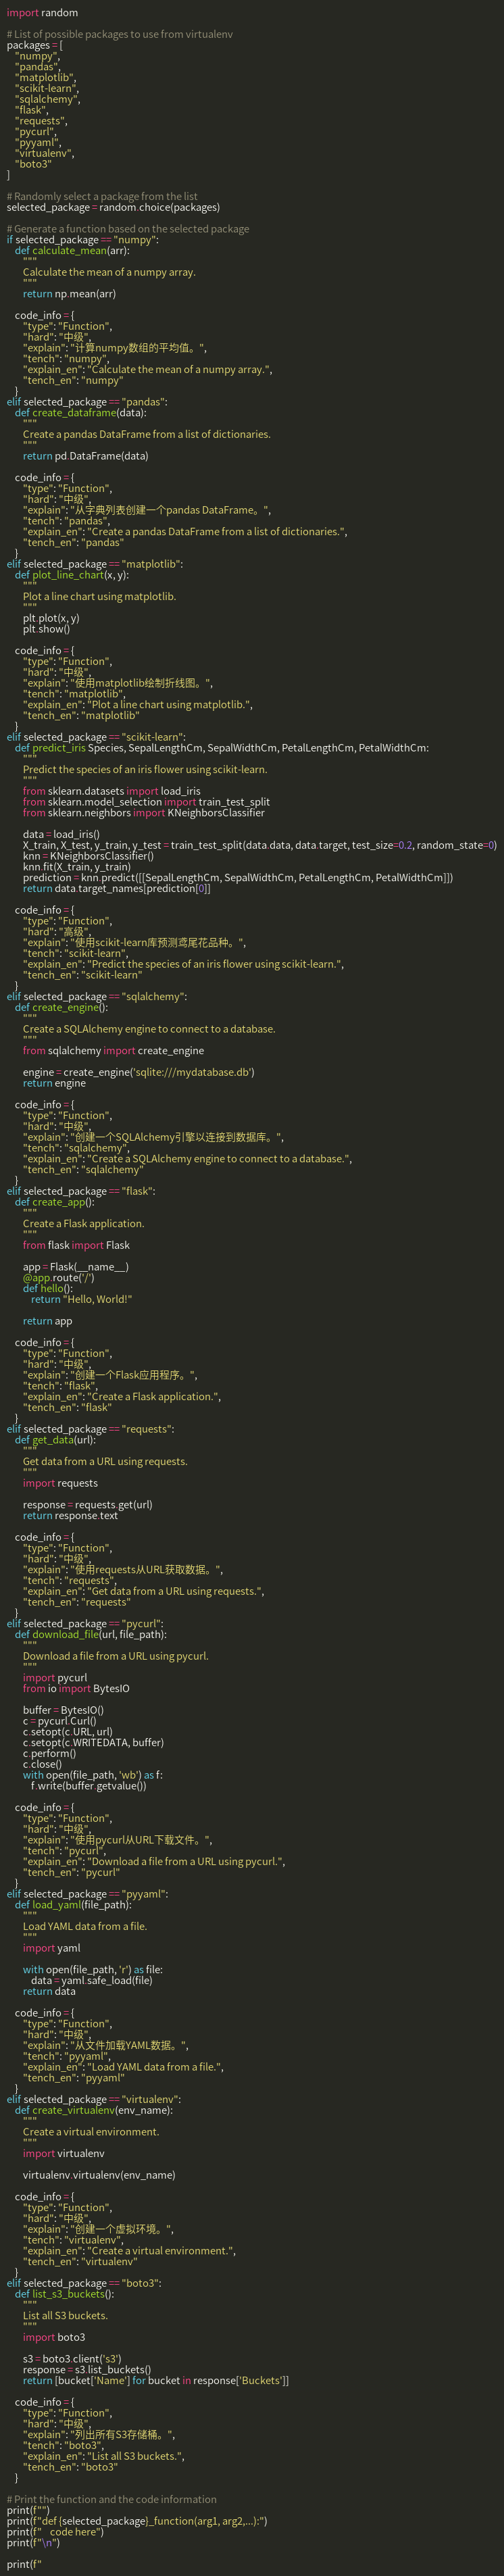 import random

# List of possible packages to use from virtualenv
packages = [
    "numpy",
    "pandas",
    "matplotlib",
    "scikit-learn",
    "sqlalchemy",
    "flask",
    "requests",
    "pycurl",
    "pyyaml",
    "virtualenv",
    "boto3"
]

# Randomly select a package from the list
selected_package = random.choice(packages)

# Generate a function based on the selected package
if selected_package == "numpy":
    def calculate_mean(arr):
        """
        Calculate the mean of a numpy array.
        """
        return np.mean(arr)

    code_info = {
        "type": "Function",
        "hard": "中级",
        "explain": "计算numpy数组的平均值。",
        "tench": "numpy",
        "explain_en": "Calculate the mean of a numpy array.",
        "tench_en": "numpy"
    }
elif selected_package == "pandas":
    def create_dataframe(data):
        """
        Create a pandas DataFrame from a list of dictionaries.
        """
        return pd.DataFrame(data)

    code_info = {
        "type": "Function",
        "hard": "中级",
        "explain": "从字典列表创建一个pandas DataFrame。",
        "tench": "pandas",
        "explain_en": "Create a pandas DataFrame from a list of dictionaries.",
        "tench_en": "pandas"
    }
elif selected_package == "matplotlib":
    def plot_line_chart(x, y):
        """
        Plot a line chart using matplotlib.
        """
        plt.plot(x, y)
        plt.show()

    code_info = {
        "type": "Function",
        "hard": "中级",
        "explain": "使用matplotlib绘制折线图。",
        "tench": "matplotlib",
        "explain_en": "Plot a line chart using matplotlib.",
        "tench_en": "matplotlib"
    }
elif selected_package == "scikit-learn":
    def predict_iris Species, SepalLengthCm, SepalWidthCm, PetalLengthCm, PetalWidthCm:
        """
        Predict the species of an iris flower using scikit-learn.
        """
        from sklearn.datasets import load_iris
        from sklearn.model_selection import train_test_split
        from sklearn.neighbors import KNeighborsClassifier

        data = load_iris()
        X_train, X_test, y_train, y_test = train_test_split(data.data, data.target, test_size=0.2, random_state=0)
        knn = KNeighborsClassifier()
        knn.fit(X_train, y_train)
        prediction = knn.predict([[SepalLengthCm, SepalWidthCm, PetalLengthCm, PetalWidthCm]])
        return data.target_names[prediction[0]]

    code_info = {
        "type": "Function",
        "hard": "高级",
        "explain": "使用scikit-learn库预测鸢尾花品种。",
        "tench": "scikit-learn",
        "explain_en": "Predict the species of an iris flower using scikit-learn.",
        "tench_en": "scikit-learn"
    }
elif selected_package == "sqlalchemy":
    def create_engine():
        """
        Create a SQLAlchemy engine to connect to a database.
        """
        from sqlalchemy import create_engine

        engine = create_engine('sqlite:///mydatabase.db')
        return engine

    code_info = {
        "type": "Function",
        "hard": "中级",
        "explain": "创建一个SQLAlchemy引擎以连接到数据库。",
        "tench": "sqlalchemy",
        "explain_en": "Create a SQLAlchemy engine to connect to a database.",
        "tench_en": "sqlalchemy"
    }
elif selected_package == "flask":
    def create_app():
        """
        Create a Flask application.
        """
        from flask import Flask

        app = Flask(__name__)
        @app.route('/')
        def hello():
            return "Hello, World!"

        return app

    code_info = {
        "type": "Function",
        "hard": "中级",
        "explain": "创建一个Flask应用程序。",
        "tench": "flask",
        "explain_en": "Create a Flask application.",
        "tench_en": "flask"
    }
elif selected_package == "requests":
    def get_data(url):
        """
        Get data from a URL using requests.
        """
        import requests

        response = requests.get(url)
        return response.text

    code_info = {
        "type": "Function",
        "hard": "中级",
        "explain": "使用requests从URL获取数据。",
        "tench": "requests",
        "explain_en": "Get data from a URL using requests.",
        "tench_en": "requests"
    }
elif selected_package == "pycurl":
    def download_file(url, file_path):
        """
        Download a file from a URL using pycurl.
        """
        import pycurl
        from io import BytesIO

        buffer = BytesIO()
        c = pycurl.Curl()
        c.setopt(c.URL, url)
        c.setopt(c.WRITEDATA, buffer)
        c.perform()
        c.close()
        with open(file_path, 'wb') as f:
            f.write(buffer.getvalue())

    code_info = {
        "type": "Function",
        "hard": "中级",
        "explain": "使用pycurl从URL下载文件。",
        "tench": "pycurl",
        "explain_en": "Download a file from a URL using pycurl.",
        "tench_en": "pycurl"
    }
elif selected_package == "pyyaml":
    def load_yaml(file_path):
        """
        Load YAML data from a file.
        """
        import yaml

        with open(file_path, 'r') as file:
            data = yaml.safe_load(file)
        return data

    code_info = {
        "type": "Function",
        "hard": "中级",
        "explain": "从文件加载YAML数据。",
        "tench": "pyyaml",
        "explain_en": "Load YAML data from a file.",
        "tench_en": "pyyaml"
    }
elif selected_package == "virtualenv":
    def create_virtualenv(env_name):
        """
        Create a virtual environment.
        """
        import virtualenv

        virtualenv.virtualenv(env_name)

    code_info = {
        "type": "Function",
        "hard": "中级",
        "explain": "创建一个虚拟环境。",
        "tench": "virtualenv",
        "explain_en": "Create a virtual environment.",
        "tench_en": "virtualenv"
    }
elif selected_package == "boto3":
    def list_s3_buckets():
        """
        List all S3 buckets.
        """
        import boto3

        s3 = boto3.client('s3')
        response = s3.list_buckets()
        return [bucket['Name'] for bucket in response['Buckets']]

    code_info = {
        "type": "Function",
        "hard": "中级",
        "explain": "列出所有S3存储桶。",
        "tench": "boto3",
        "explain_en": "List all S3 buckets.",
        "tench_en": "boto3"
    }

# Print the function and the code information
print(f"")
print(f"def {selected_package}_function(arg1, arg2,...):")
print(f"    code here")
print(f"\n")

print(f"